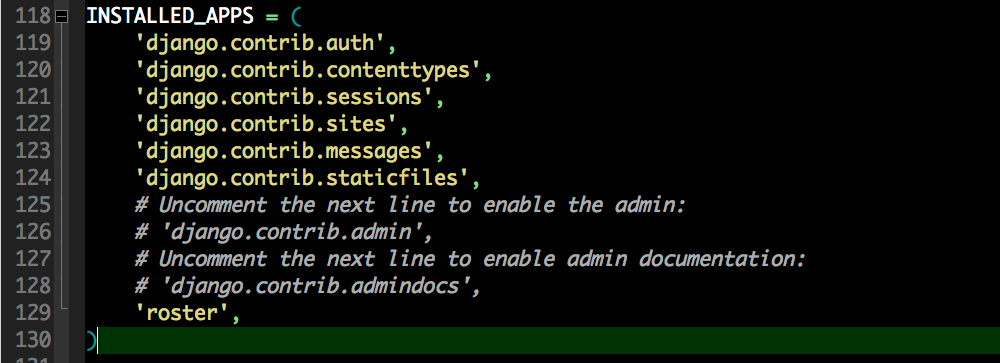 118 INSTALLED_APPS = (
119     'django.contrib.auth',
120     'django.contrib.contenttypes',
121     'django.contrib.sessions',
122     'django.contrib.sites',
123     'django.contrib.messages',
124     'django.contrib.staticfiles',
125     # Uncomment the next line to enable the admin:
126     # 'django.contrib.admin',
127     # Uncomment the next line to enable admin documentation:
128     # 'django.contrib.admindocs',
129     'roster',
130 )